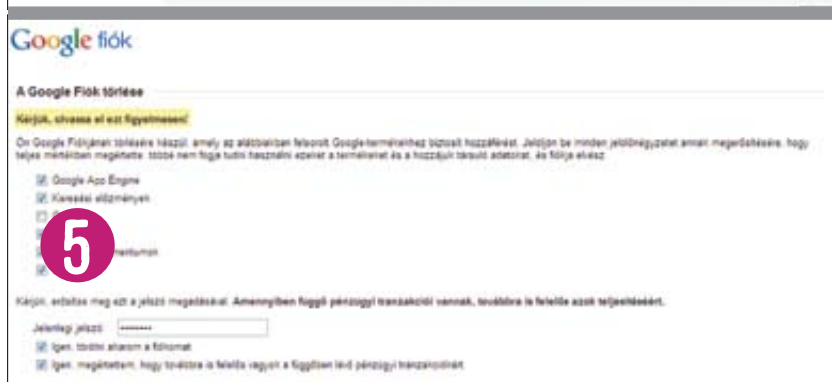 Google fiók
A Google Fiók törlése
Kérjük, olvassa el ezt figyelmesen!
Ön Google Fiókjának törlésére készül, amely az alábbiakban felsorolt Google-termékeihez biztosít hozzáférést. Jelöljön be minden jelölőnégyzetet annak megerősítésére, hogy
teljes mértékben megértette: többé nem fogja tudni használni ezeket a termékeket és a hozzájuk társuló adatokat, és fiókja elvész.
Google App Engine
Keresési előzmények
5
mentumok
Kérjük, erősítse meg ezt a jelszó megadásával. Amennyiben függő pénzügyi tranzakciói vannak, továbbra is felelős azok teljesítéséért.
Jelenlegi jelszó ••••••••
Igen, törölni akarom a fiókomat.
Igen, megértettem, hogy továbbra is felelős vagyok a függőben lévő pénzügyi tranzakciókért.